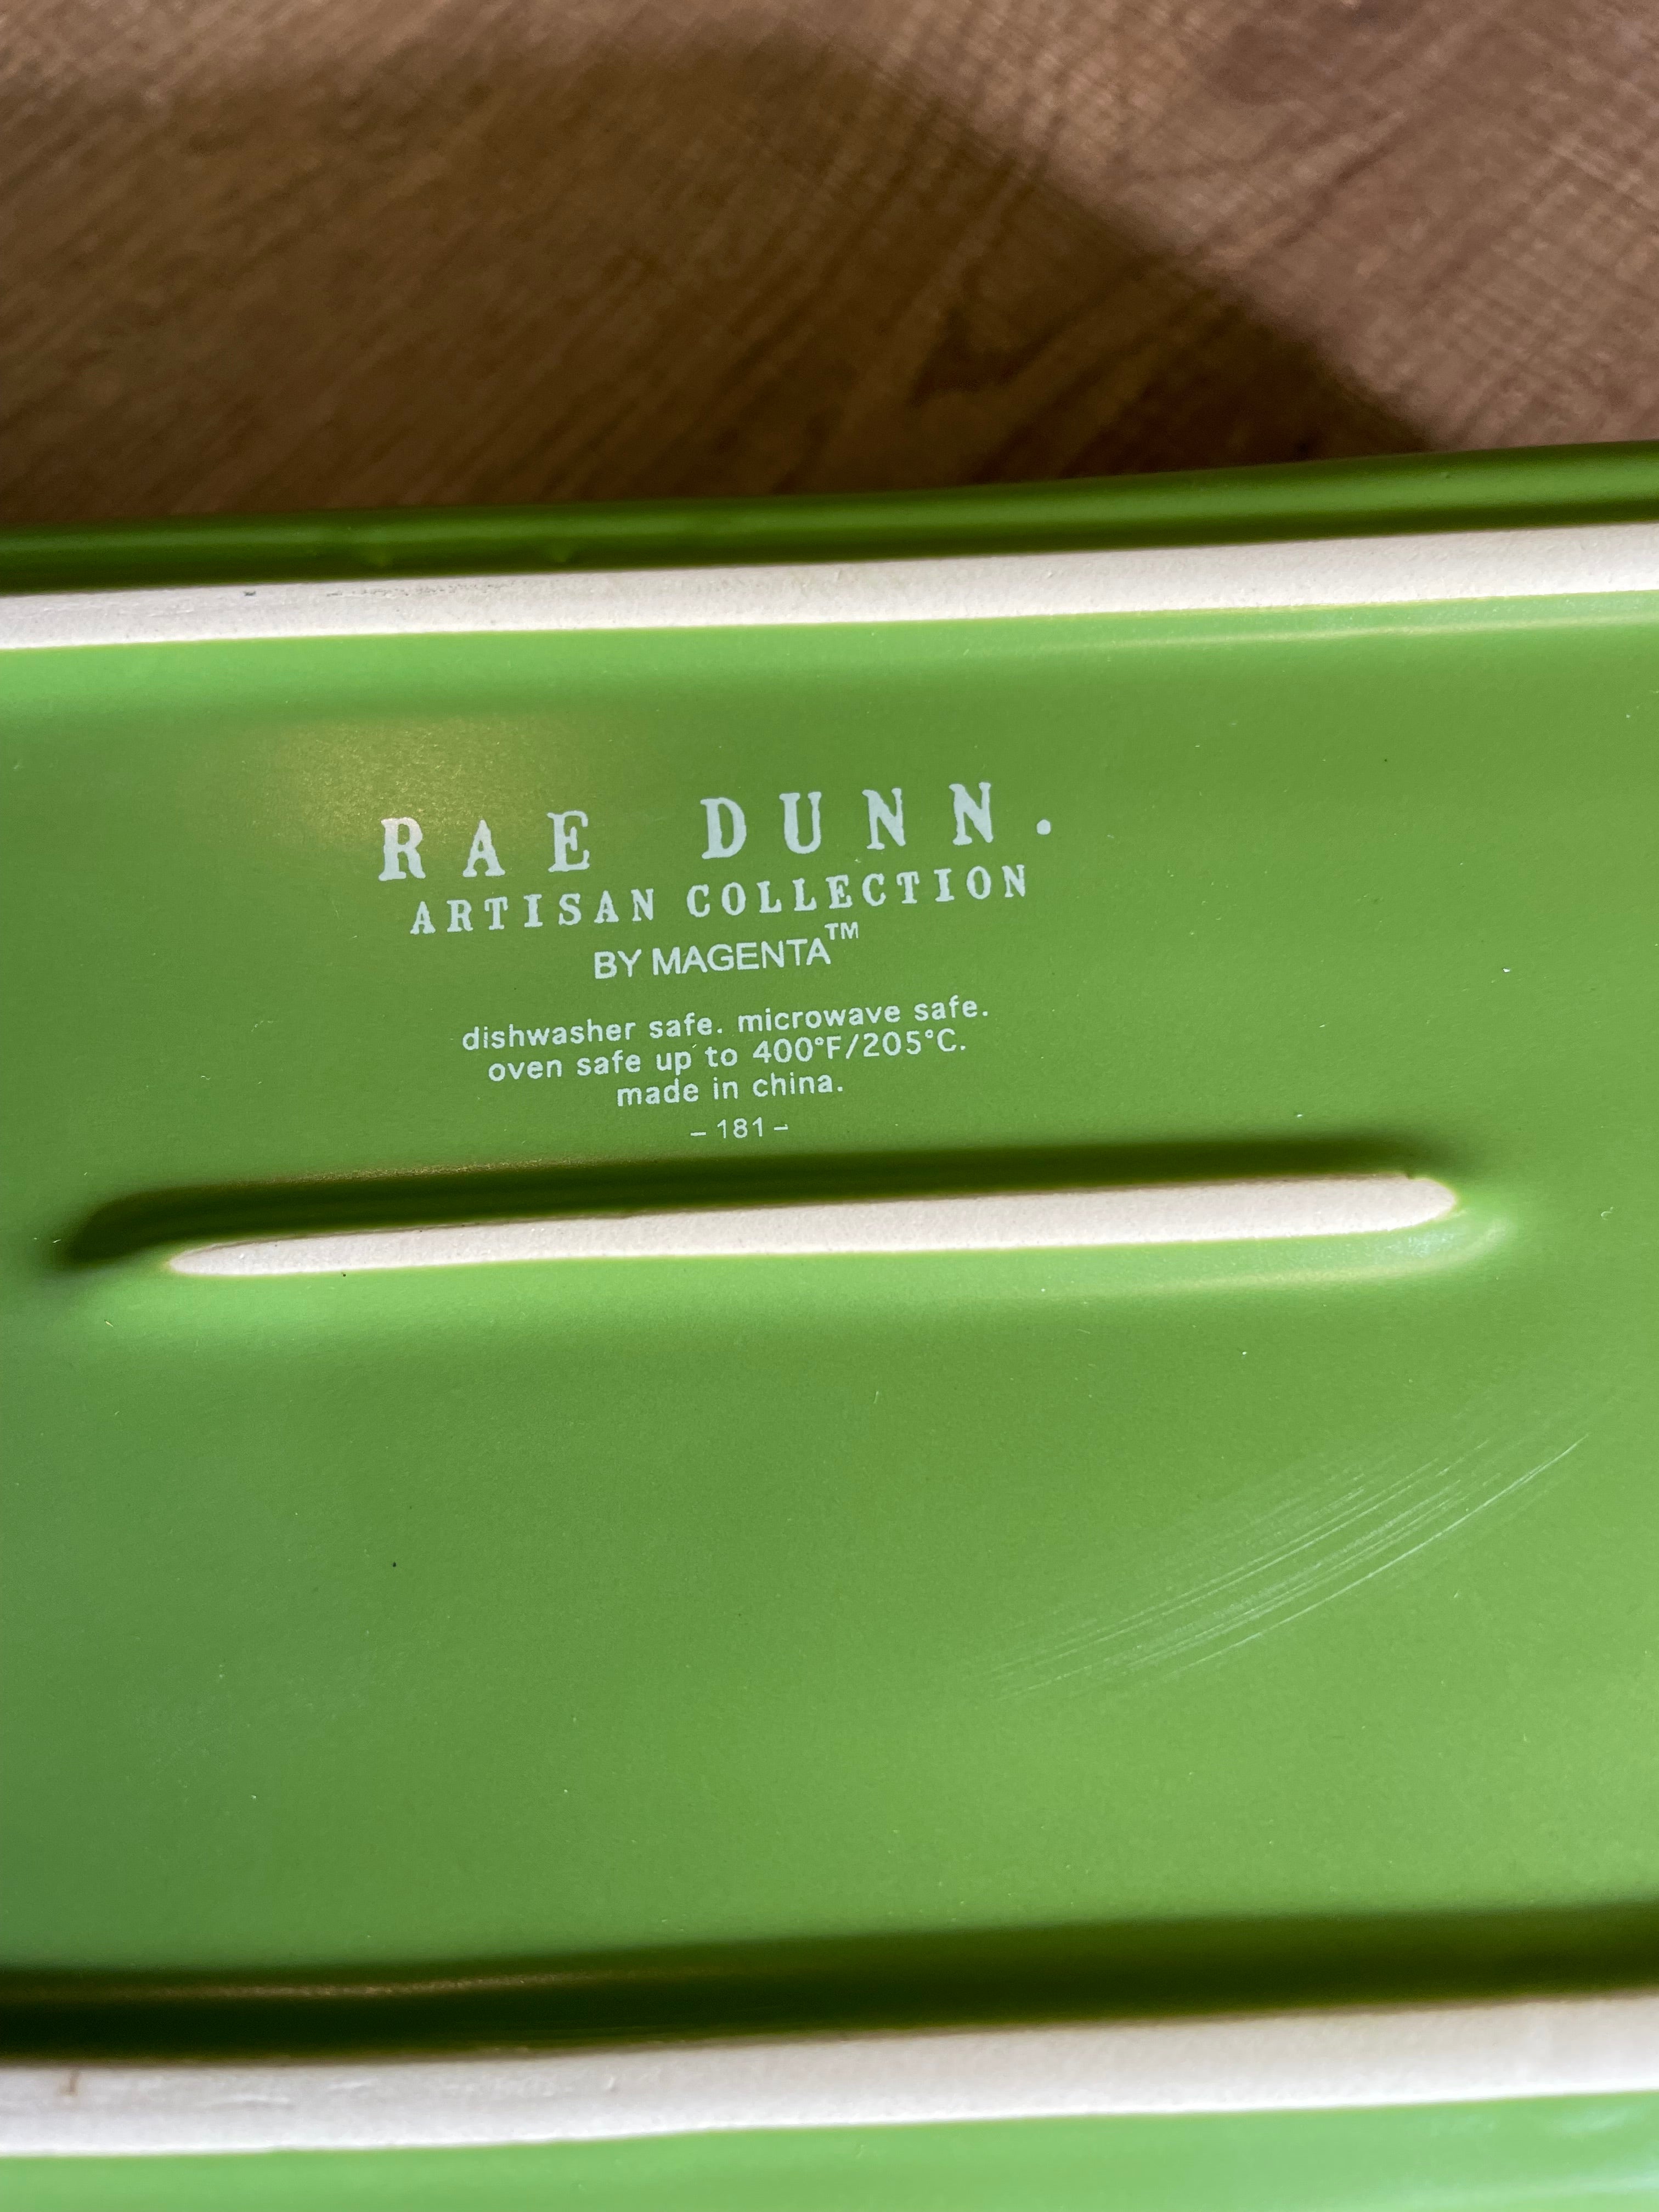 RAE DUNN.
ARTISAN COLLECTION
BY MAGENTA™
dishwasher safe. microwave safe.
oven safe up to 400°F/205°C.
made in china.
– 181 –